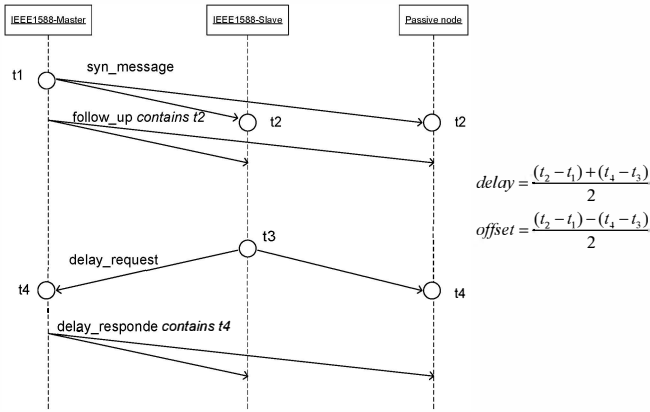 IEEE1588-Master
IEEE1588-Slave
Passive node
t1
syn_message
follow_up contains t2
t2
t2
delay = (t₂ − t₁) + (t₄ − t₃) / 2
offset = (t₂ − t₁) − (t₄ − t₃) / 2
t3
delay_request
t4
t4
delay_responde contains t4